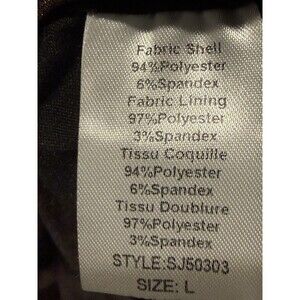 Fabric Shell
94%Polyester
6%Spandex
Fabric Lining
97%Polyester
3%Spandex
Tissu Coquille
94%Polyester
6%Spandex
Tissu Doublure
97%Polyester
3%Spandex
STYLE:SJ50303
SIZE: L